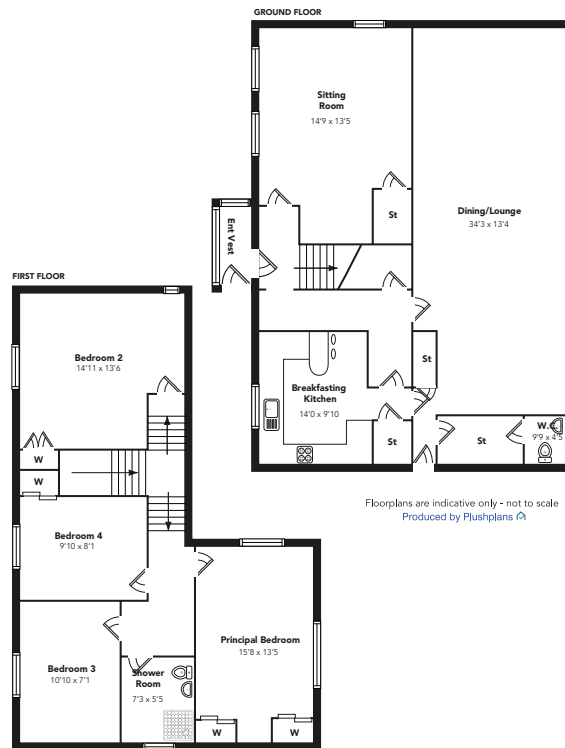 GROUND FLOOR
Sitting
Room
14'9 x 13'5
St
Dining/Lounge
34'3 x 13'4
Ent Vest
St
Breakfasting
Kitchen
14'0 x 9'10
St
St
W.C.
9'9 x 4'5
FIRST FLOOR
Bedroom 2
14'11 x 13'6
W
W
Bedroom 4
9'10 x 8'1
Bedroom 3
10'10 x 7'1
Shower
Room
7'3 x 5'5
Principal Bedroom
15'8 x 13'5
W
W
Floorplans are indicative only - not to scale
Produced by Plushplans